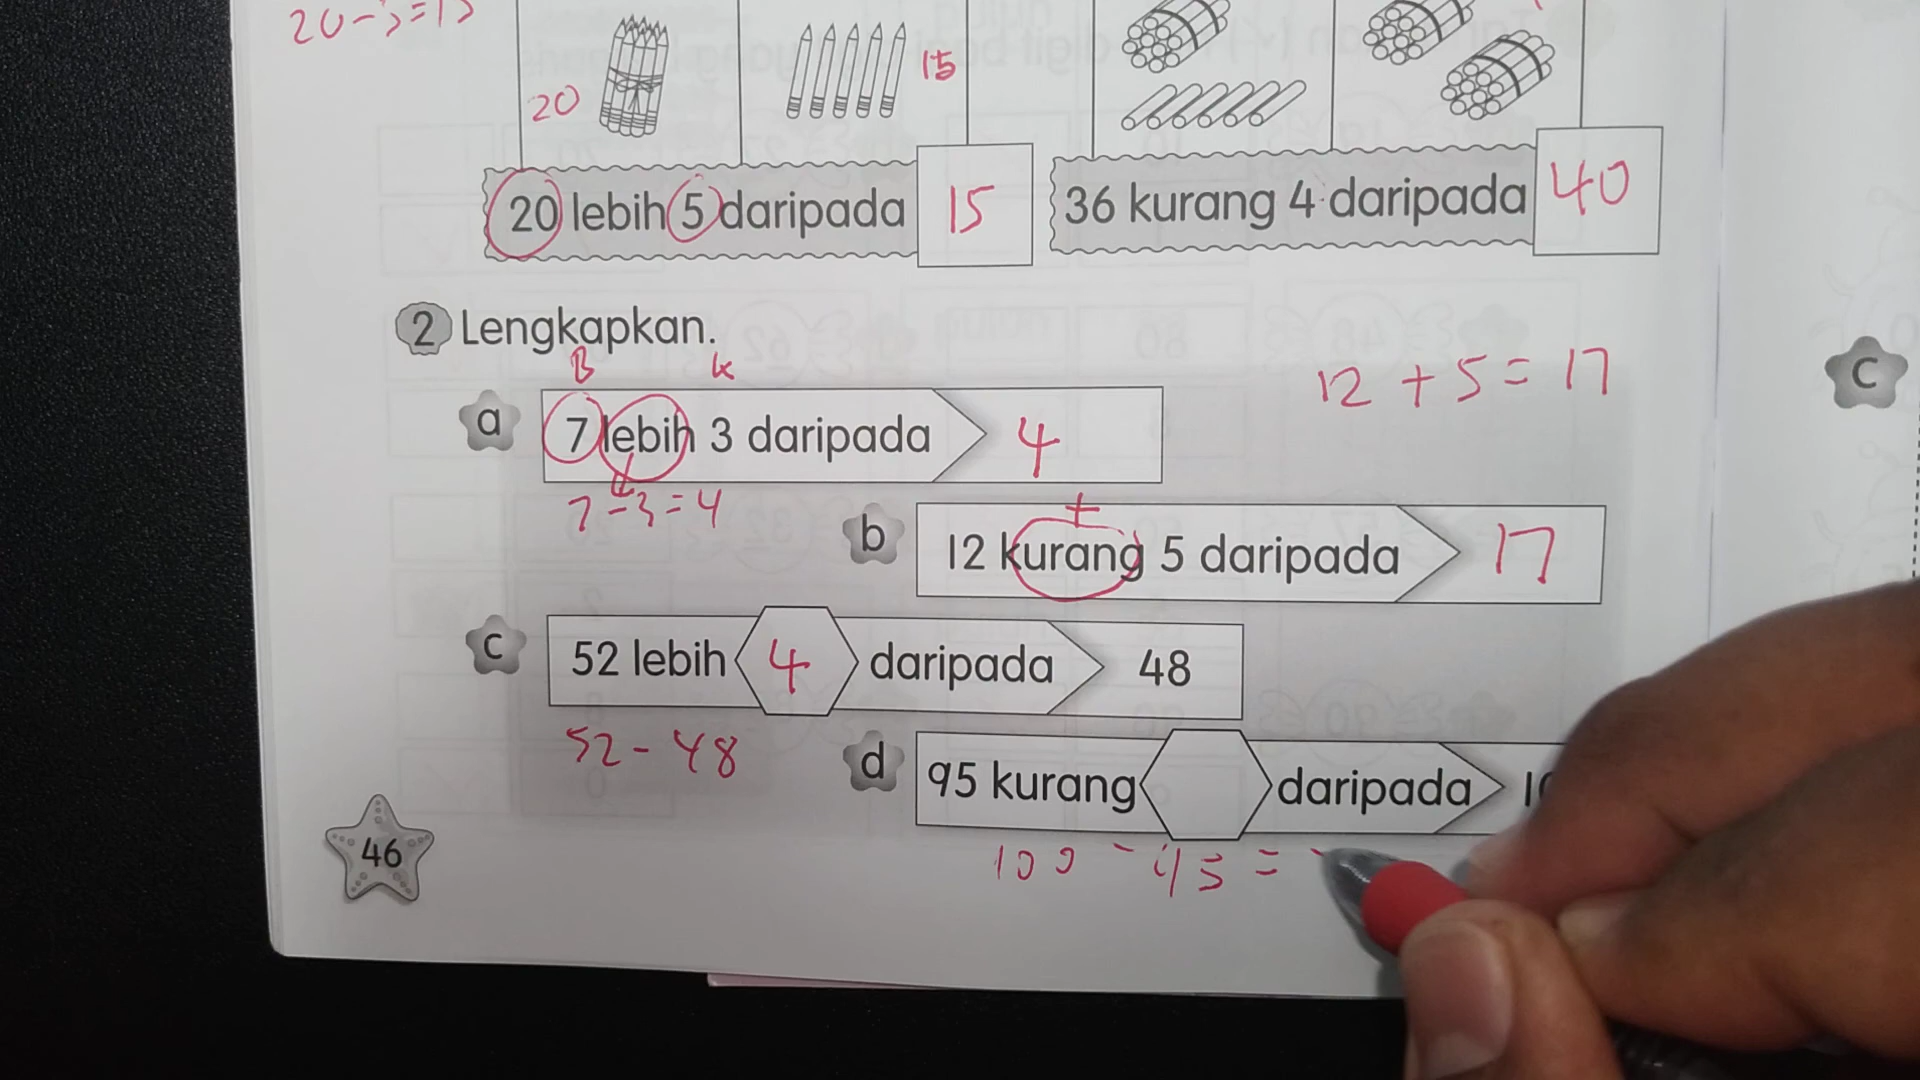 20-5=15
20
15
20 lebih 5 daripada 15
36 kurang 4 daripada 40
2 Lengkapkan.
B K
a 7 lebih 3 daripada 4
7-3=4
12 + 5 = 17
+
b 12 kurang 5 daripada 17
c 52 lebih 4 daripada 48
52 - 48
d 95 kurang daripada
100 - 95 =
46
C